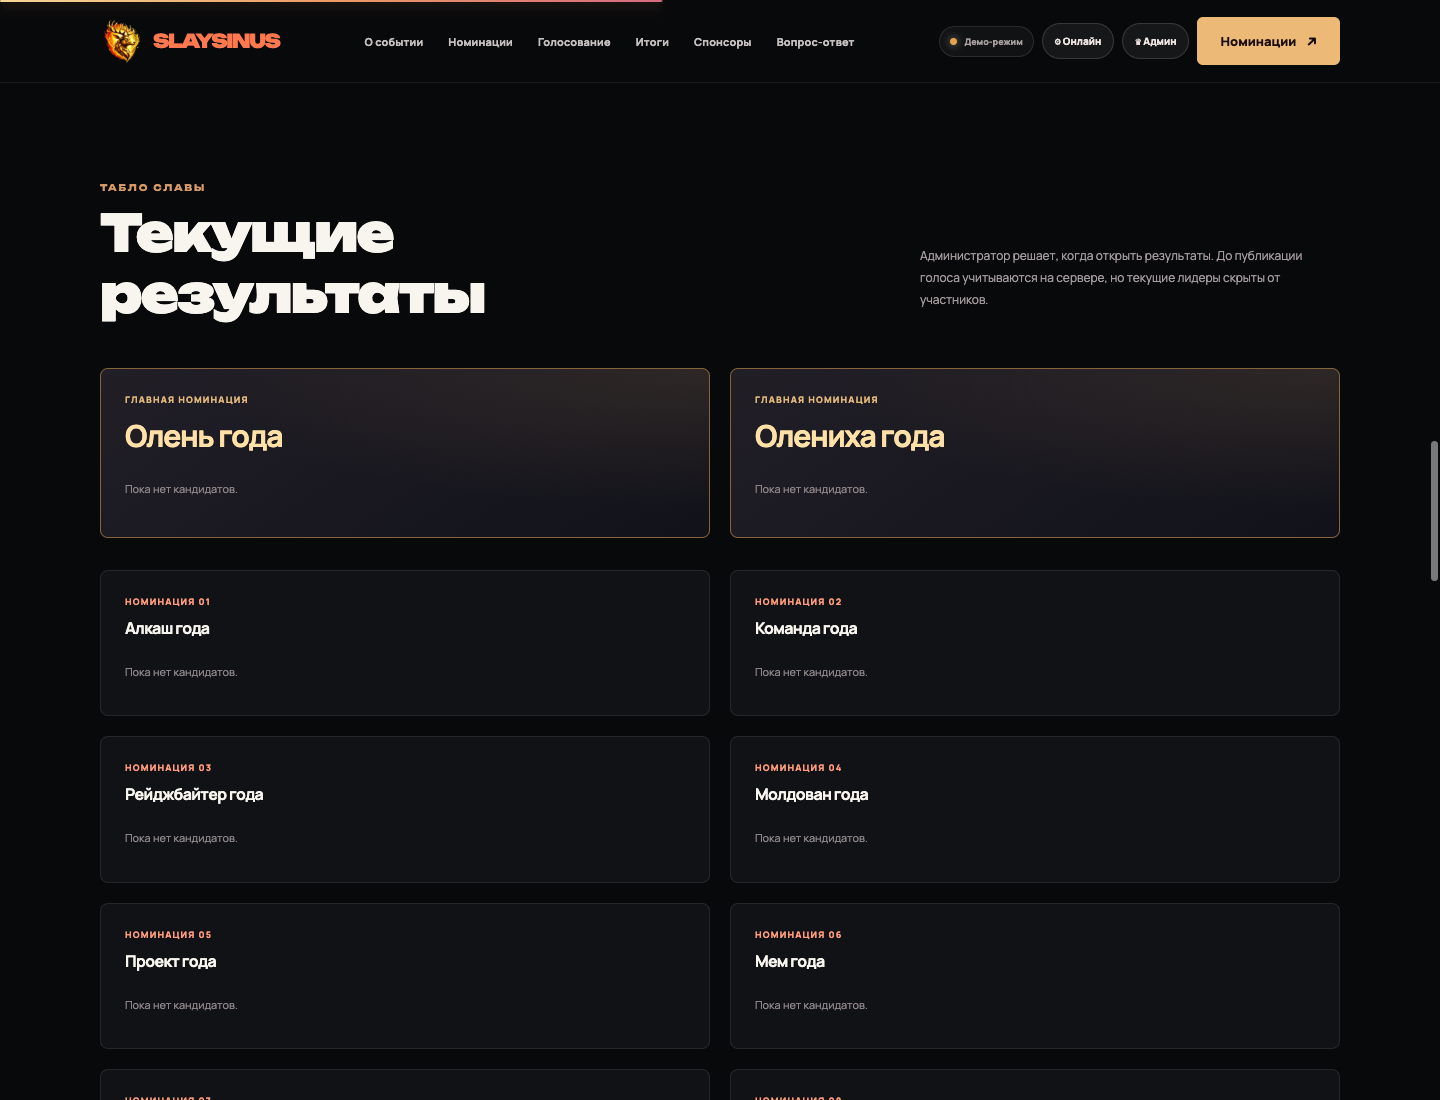 SLAYSINUS
О событии
Номинации
Голосование
Итоги
Спонсоры
Вопрос-ответ
Демо-режим
Онлайн
Админ
Номинации
ТАБЛО СЛАВЫ
Текущие
результаты
Администратор решает, когда открыть результаты. До публикации
голоса учитываются на сервере, но текущие лидеры скрыты от
участников.
ГЛАВНАЯ НОМИНАЦИЯ
Олень года
Пока нет кандидатов.
ГЛАВНАЯ НОМИНАЦИЯ
Олениха года
Пока нет кандидатов.
НОМИНАЦИЯ 01
Алкаш года
Пока нет кандидатов.
НОМИНАЦИЯ 02
Команда года
Пока нет кандидатов.
НОМИНАЦИЯ 03
Рейджбайтер года
Пока нет кандидатов.
НОМИНАЦИЯ 04
Молдован года
Пока нет кандидатов.
НОМИНАЦИЯ 05
Проект года
Пока нет кандидатов.
НОМИНАЦИЯ 06
Мем года
Пока нет кандидатов.